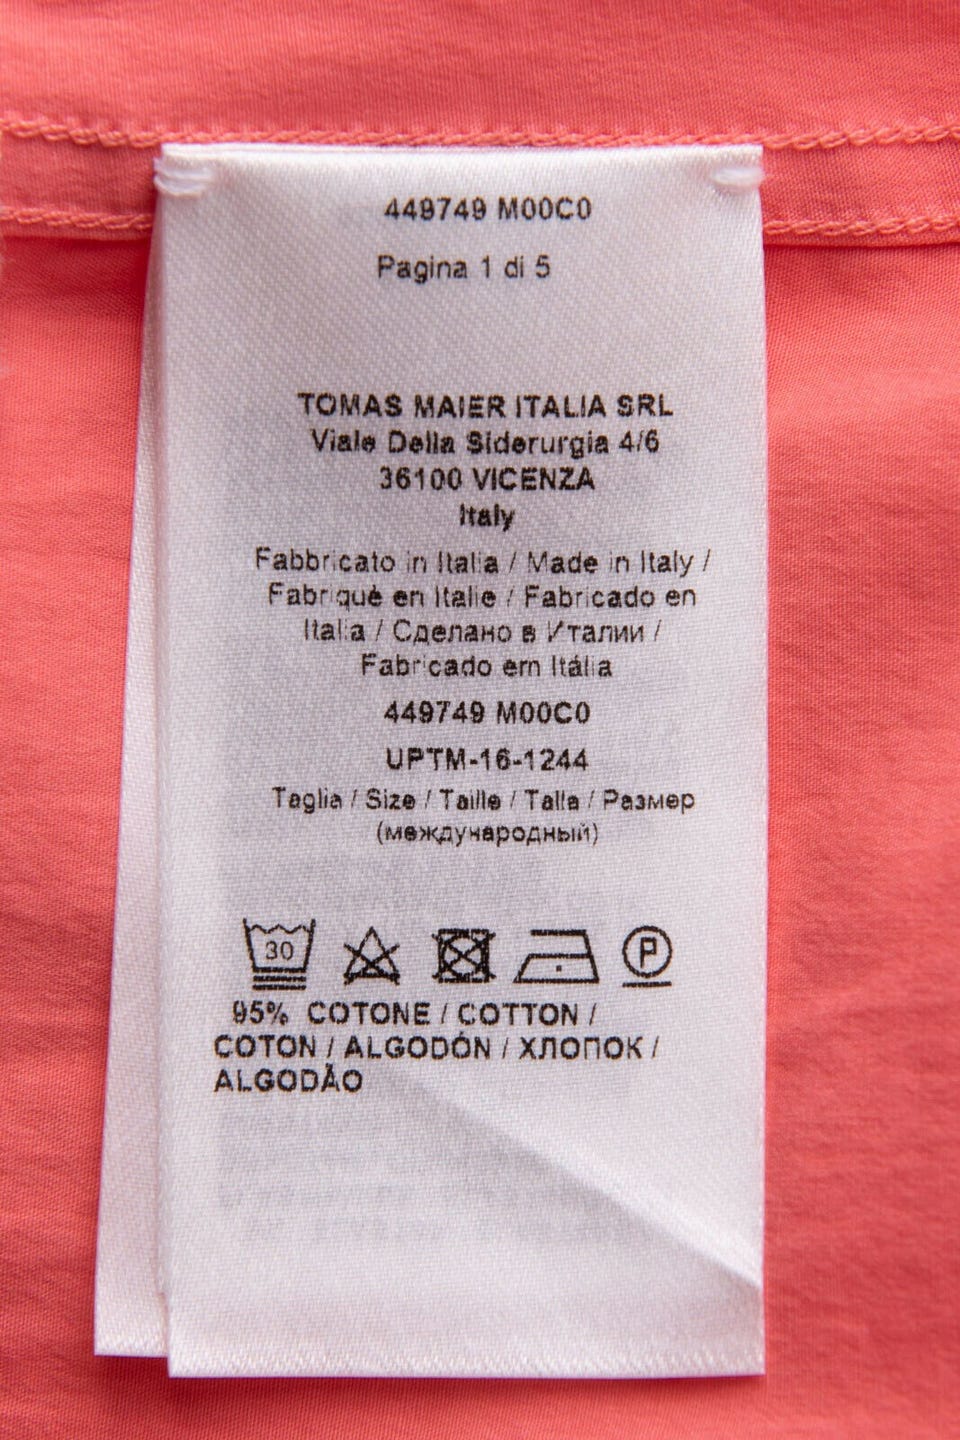 449749 M00C0
Pagina 1 di 5
TOMAS MAIER ITALIA SRL
Viale Della Siderurgia 4/6
36100 VICENZA
Italy
Fabbricato in Italia / Made in Italy /
Fabriqué en Italie / Fabricado en
Italia / Сделано в Италии /
Fabricado em Itália
449749 M00C0
UPTM-16-1244
Taglia / Size / Taille / Talla / Размер
(международный)
30 P
95% COTONE / COTTON /
COTON / ALGODÓN / ХЛОПОК /
ALGODÃO